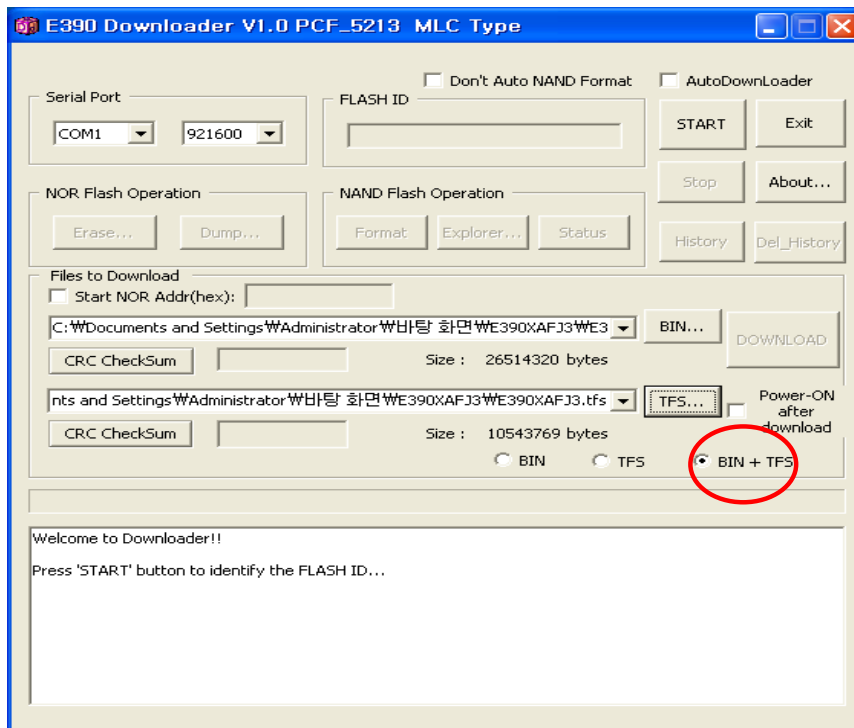 E390 Downloader V1.0 PCF_5213 MLC Type
Don't Auto NAND Format
AutoDownLoader
Serial Port
FLASH ID
COM1
921600
START
Exit
Stop
About...
NOR Flash Operation
NAND Flash Operation
Erase...
Dump...
Format
Explorer...
Status
History
Del_History
Files to Download
Start NOR Addr(hex):
C:₩Documents and Settings₩Administrator₩바탕 화면₩E390XAFJ3₩E3
BIN...
DOWNLOAD
CRC CheckSum
Size : 26514320 bytes
nts and Settings₩Administrator₩바탕 화면₩E390XAFJ3₩E390XAFJ3.tfs
TFS...
Power-ON
after
download
CRC CheckSum
Size : 10543769 bytes
BIN
TFS
BIN + TFS
Welcome to Downloader!!
Press 'START' button to identify the FLASH ID...